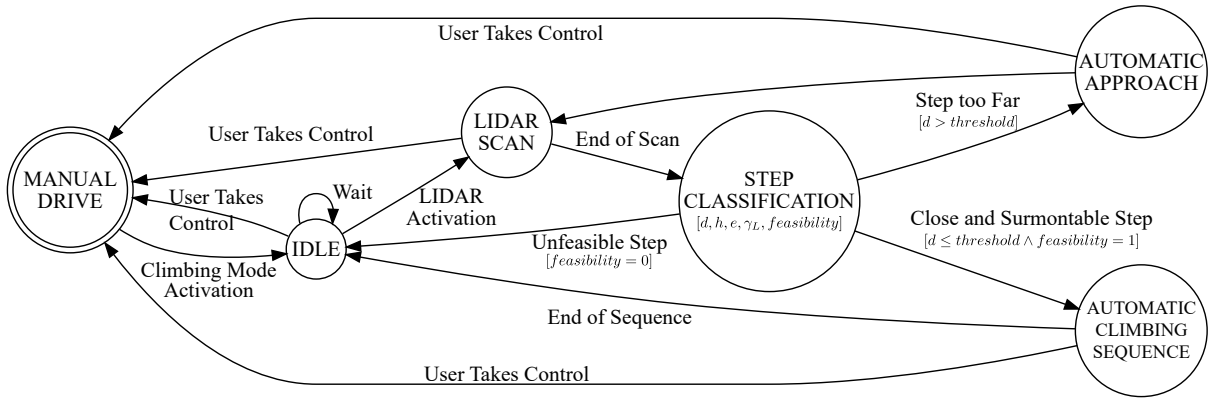 User Takes Control
AUTOMATIC
APPROACH
Step too Far
[d > threshold]
LIDAR
SCAN
User Takes Control
End of Scan
MANUAL
DRIVE
User Takes
Control
Wait
LIDAR
Activation
STEP
CLASSIFICATION
[d, h, e, γ_L, feasibility]
IDLE
Climbing Mode
Activation
Unfeasible Step
[feasibility = 0]
Close and Surmontable Step
[d ≤ threshold ∧ feasibility = 1]
End of Sequence
AUTOMATIC
CLIMBING
SEQUENCE
User Takes Control